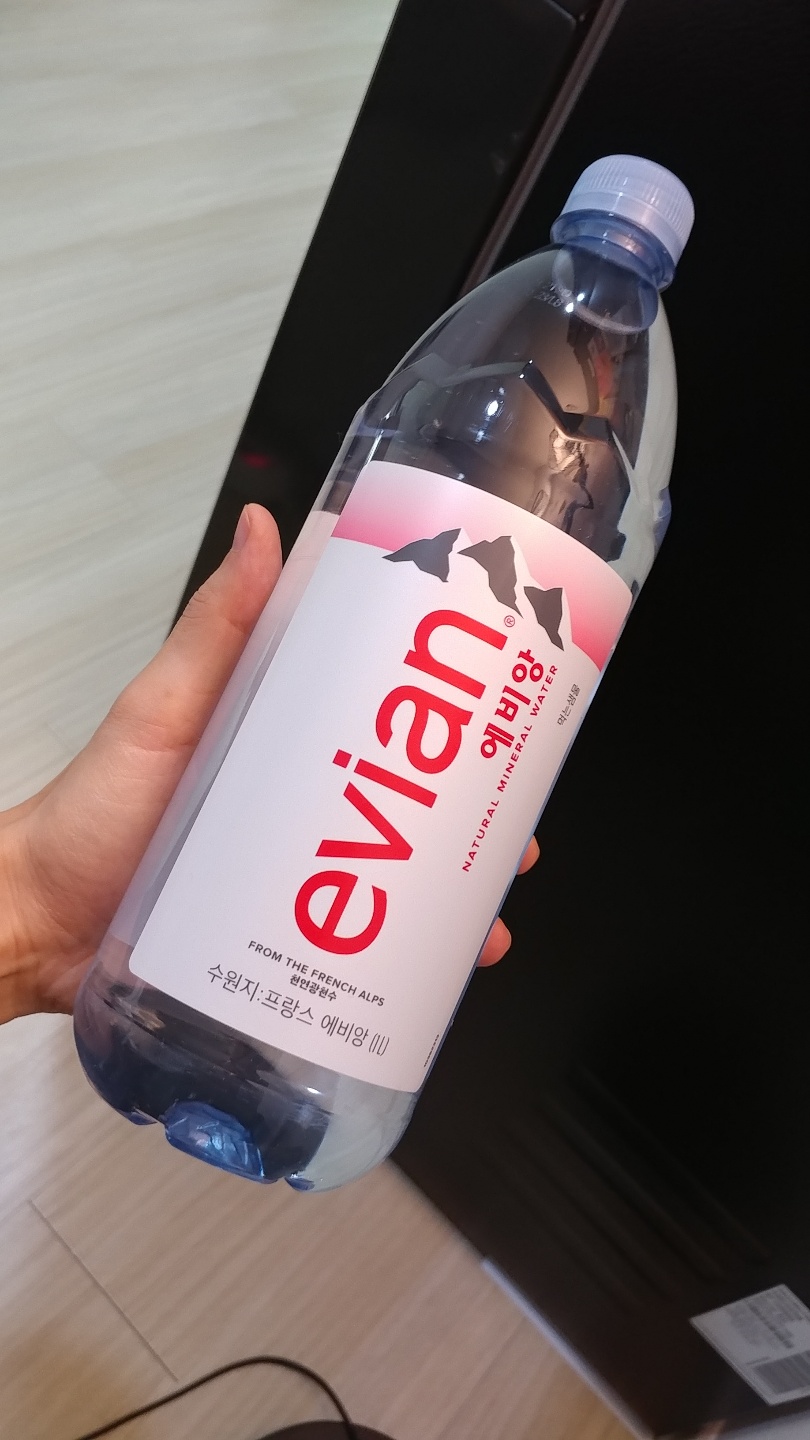 evian®
에비앙
NATURAL MINERAL WATER
먹는샘물
FROM THE FRENCH ALPS
천연광천수
수원지:프랑스 에비앙 (1L)